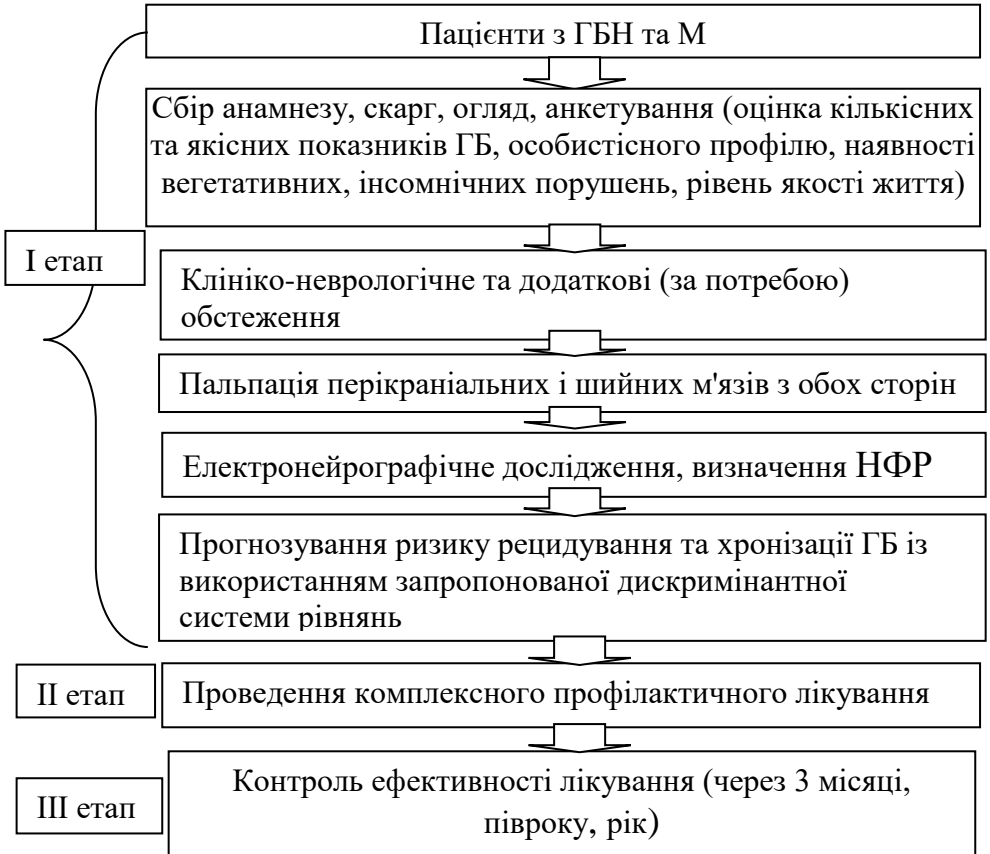 Пацієнти з ГБН та М
Сбір анамнезу, скарг, огляд, анкетування (оцінка кількісних
та якісних показників ГБ, особистісного профілю, наявності
вегетативних, інсомнічних порушень, рівень якості життя)
I етап
Клініко-неврологічне та додаткові (за потребою)
обстеження
Пальпація перікраніальних і шийних м'язів з обох сторін
Електронейрографічне дослідження, визначення НФР
Прогнозування ризику рецидування та хронізації ГБ із
використанням запропонованої дискримінантної
системи рівнянь
II етап
Проведення комплексного профілактичного лікування
III етап
Контроль ефективності лікування (через 3 місяці,
півроку, рік)